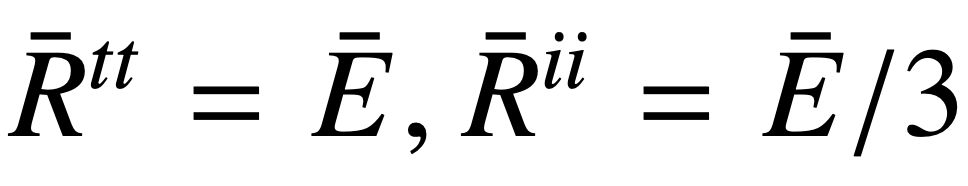 R̄ᵗᵗ = Ē, R̄ⁱⁱ = Ē/3